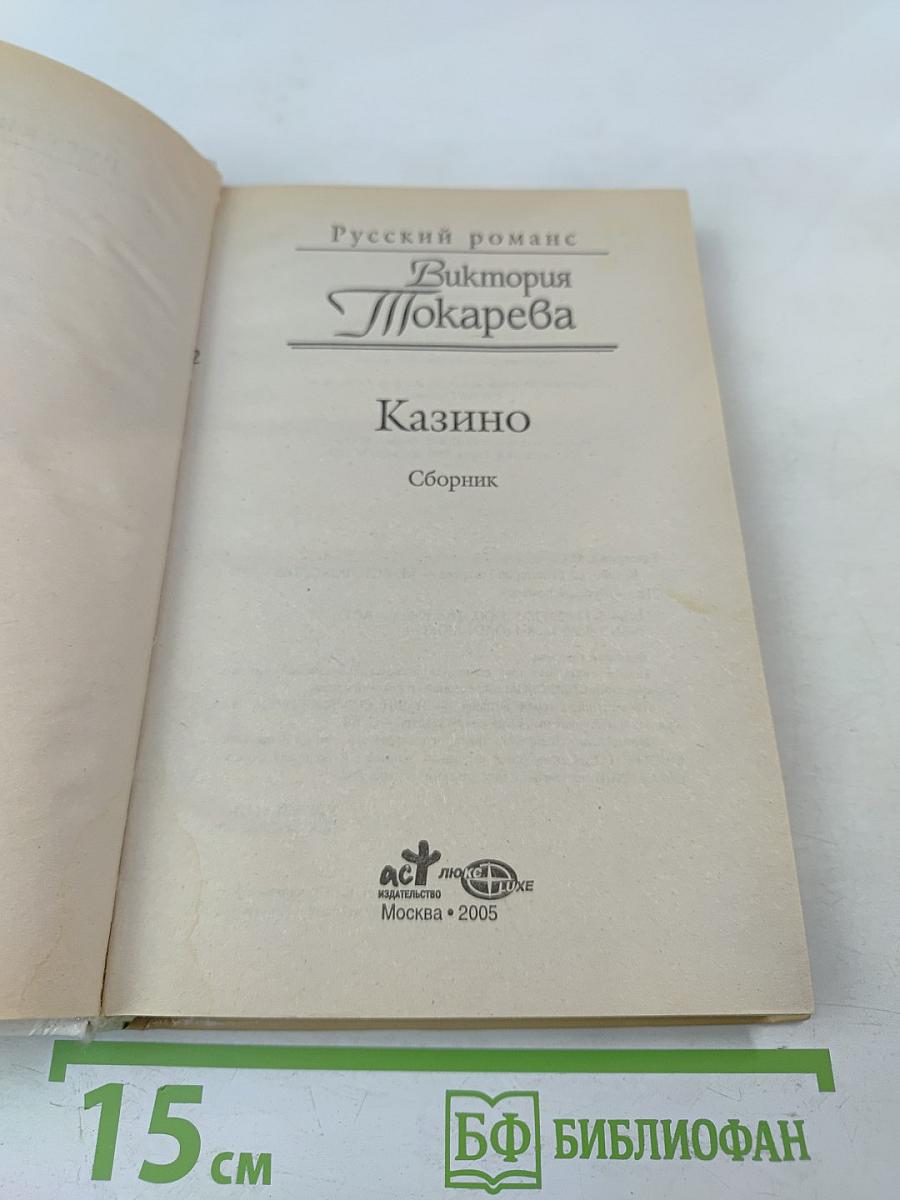 Русский романс
Виктория
Токарева
Казино
Сборник
аст
ИЗДАТЕЛЬСТВО
ЛЮКС
LUXE
Москва • 2005
15 см
БФ БИБЛИОФАН